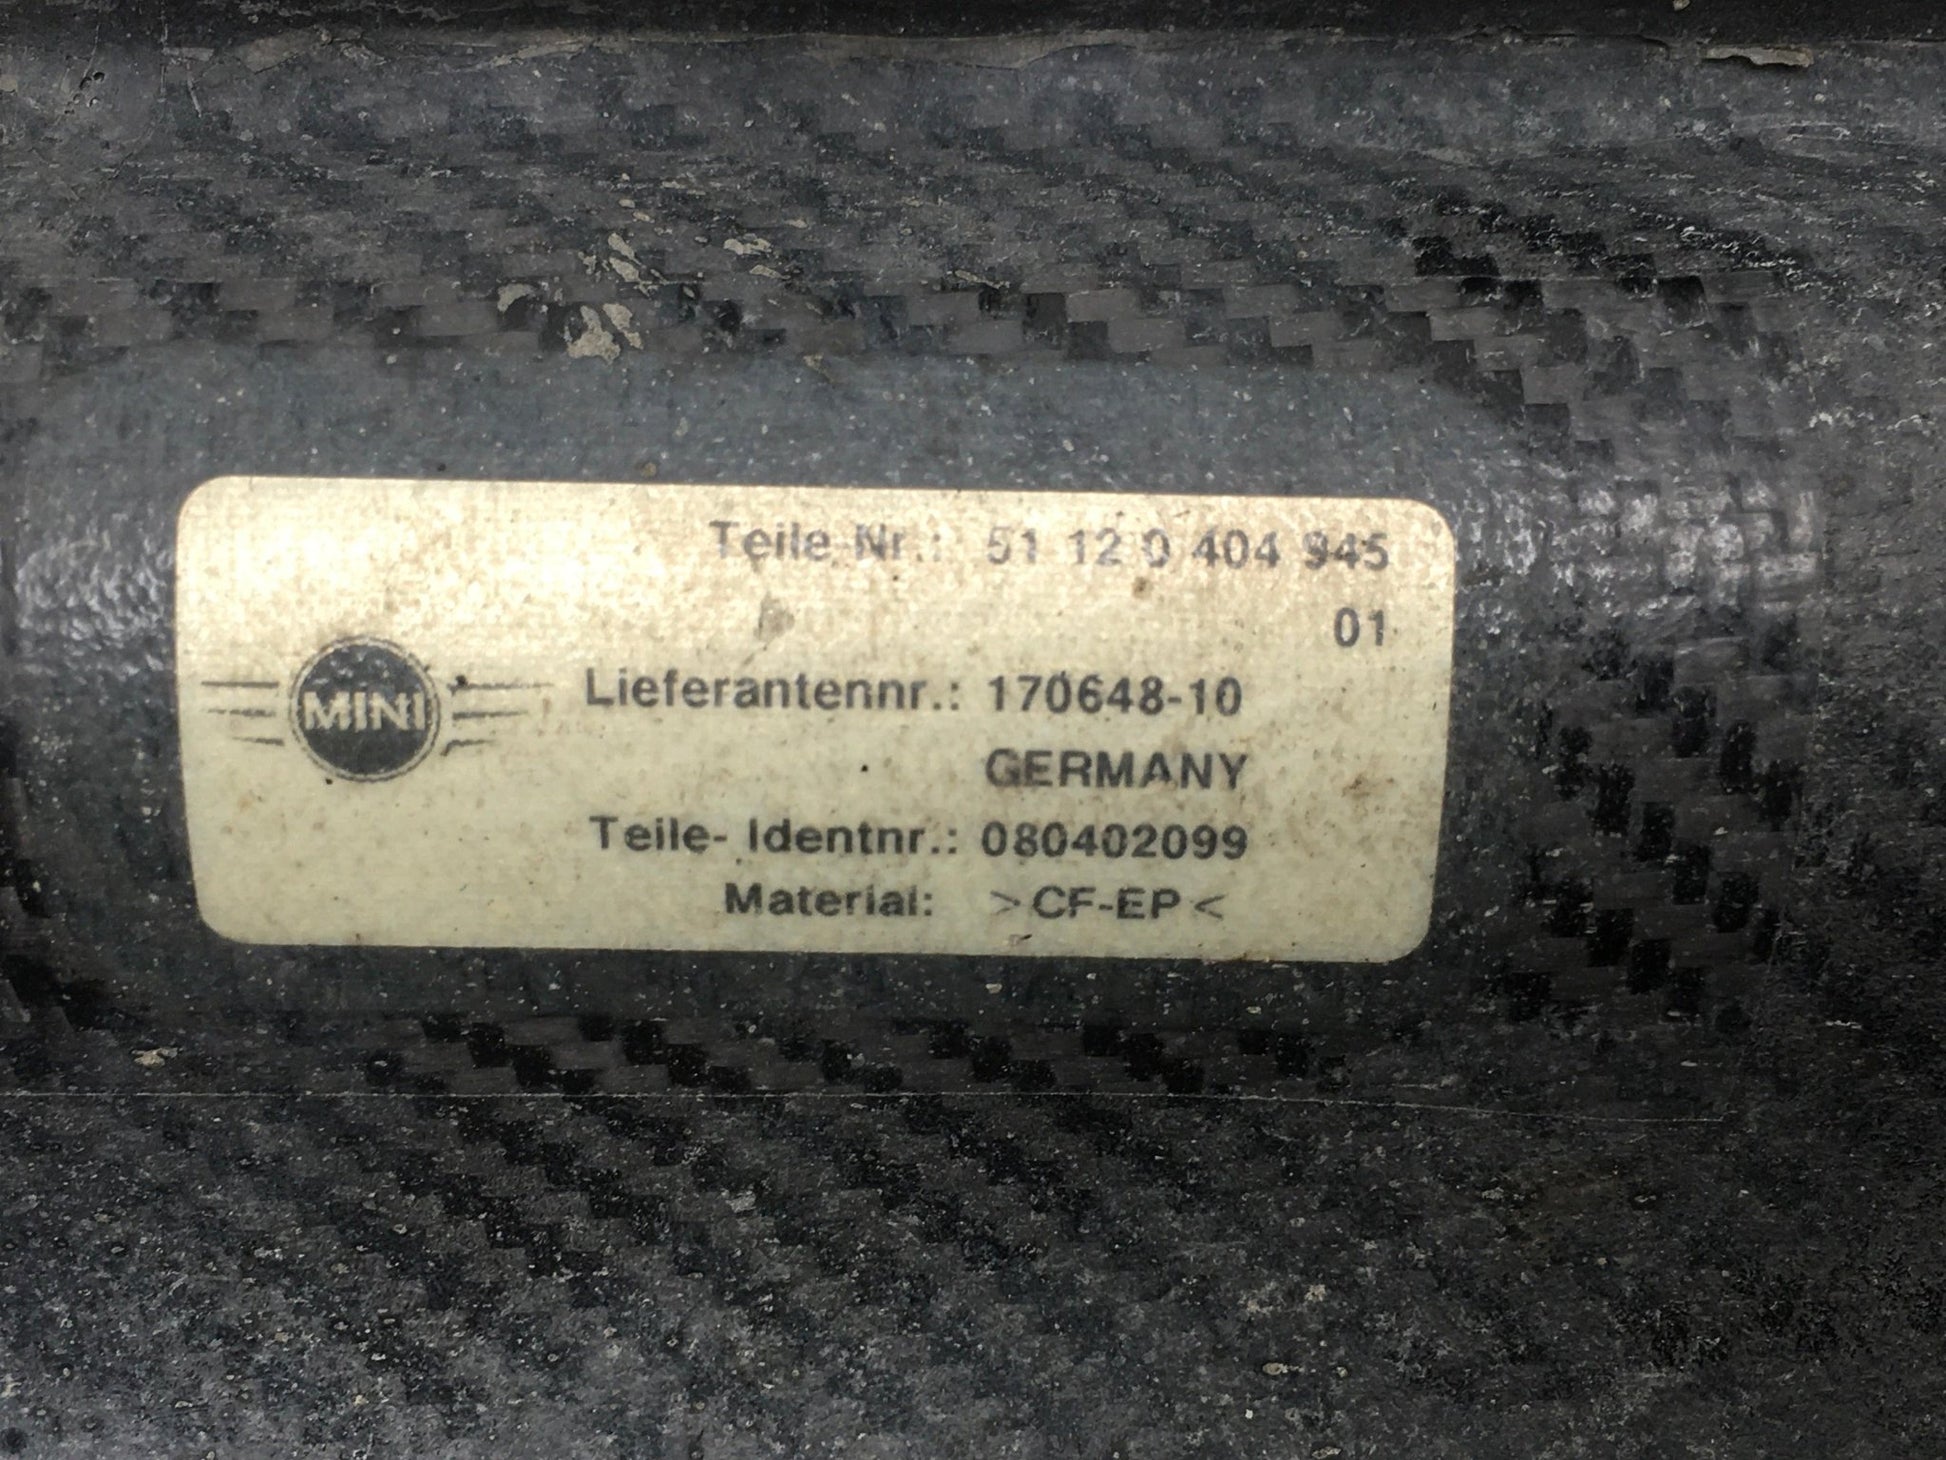 Teile-Nr.: 51 12 0 404 945
01
MINI
Lieferantennr.: 170648-10
GERMANY
Teile- Identnr.: 080402099
Material: >CF-EP<